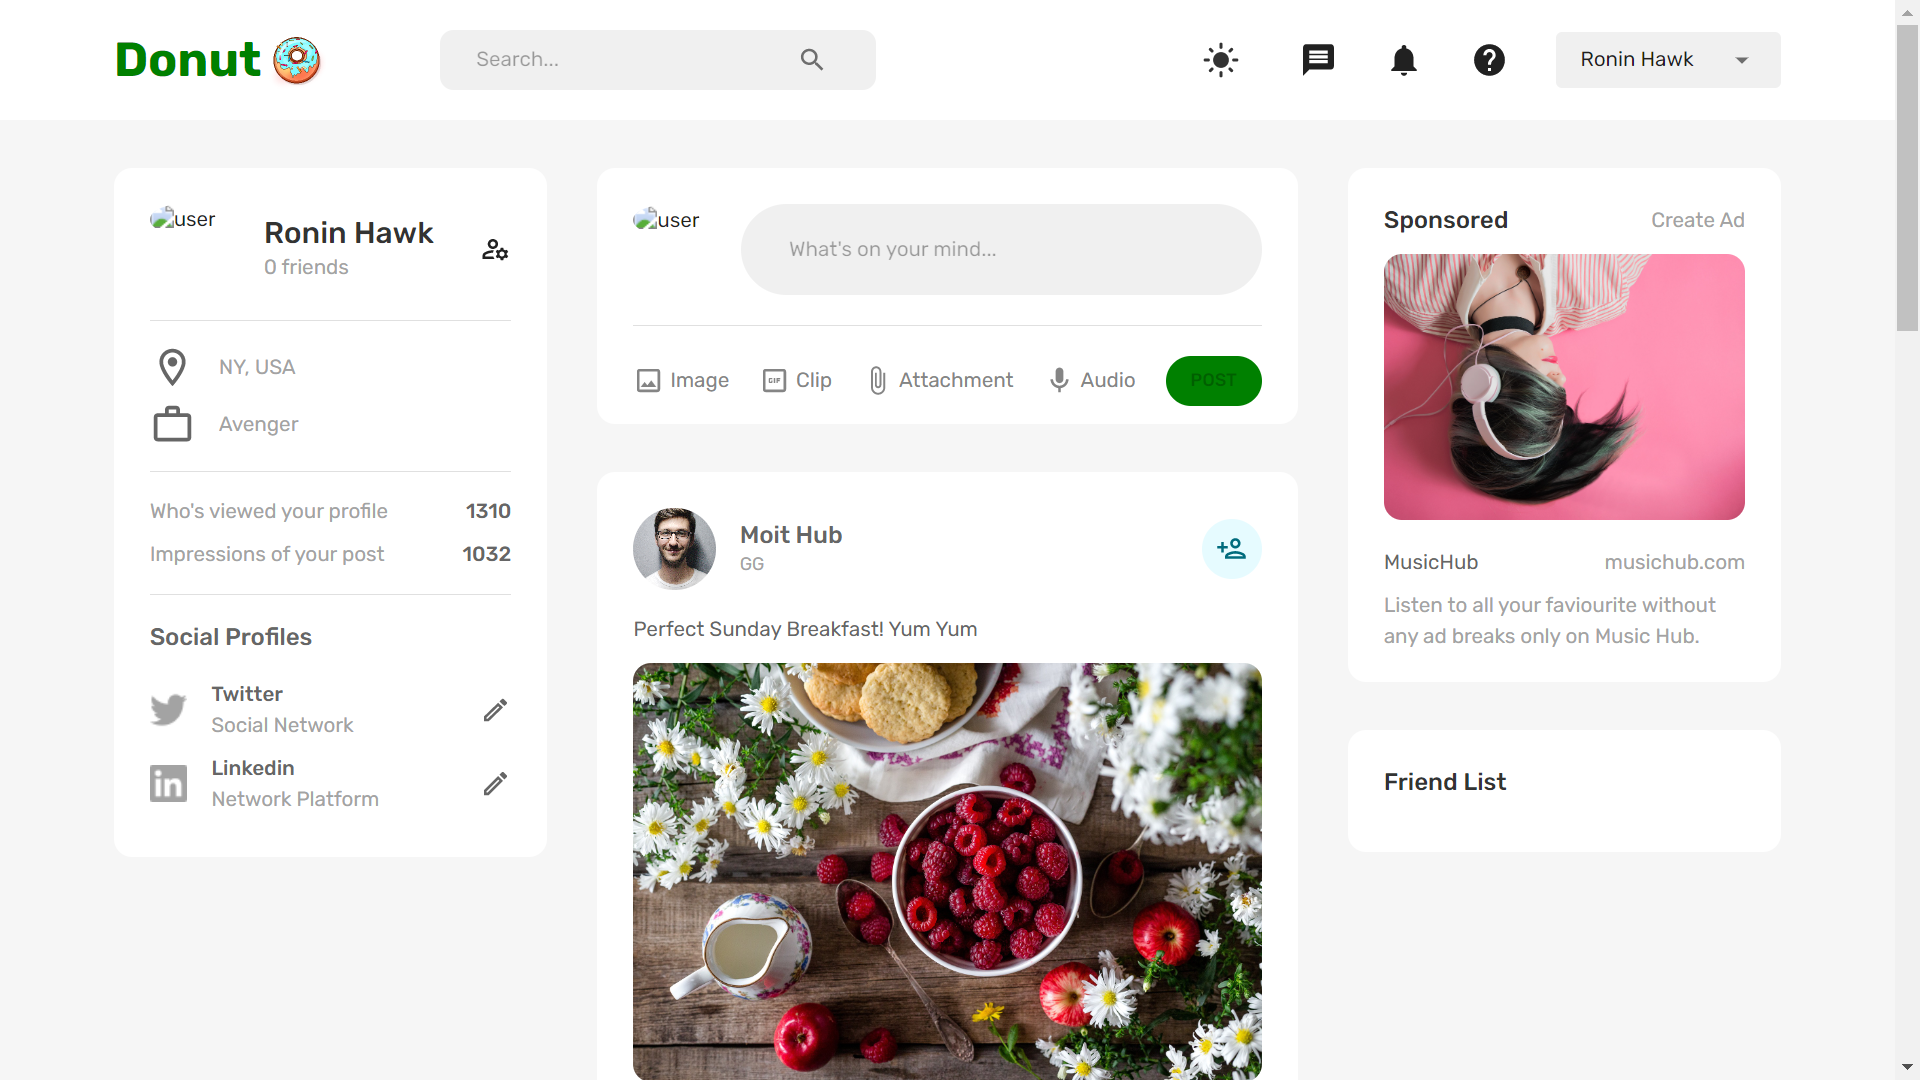 Donut
Search...
Ronin Hawk
user
Ronin Hawk
0 friends
NY, USA
Avenger
Who's viewed your profile 1310
Impressions of your post 1032
Social Profiles
Twitter
Social Network
Linkedin
Network Platform
user
What's on your mind...
Image
GIF
Clip
Attachment
Audio
POST
Moit Hub
GG
Perfect Sunday Breakfast! Yum Yum
Sponsored
Create Ad
MusicHub
musichub.com
Listen to all your faviourite without
any ad breaks only on Music Hub.
Friend List